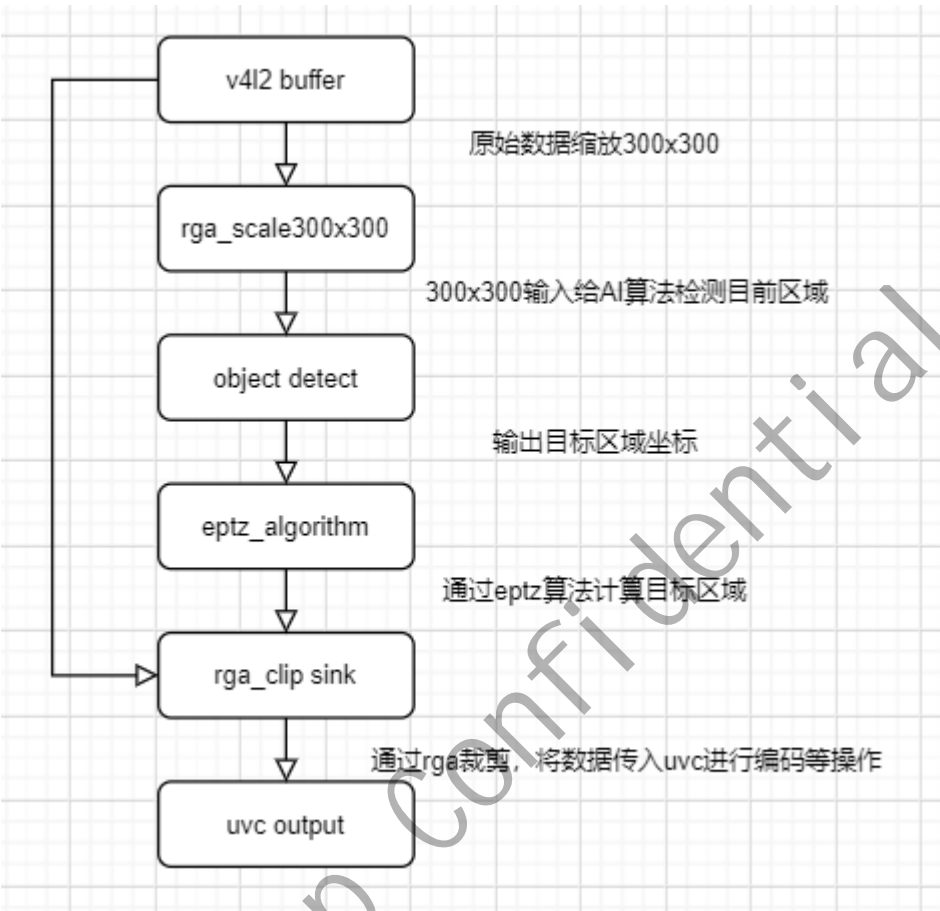 v4l2 buffer
原始数据缩放300x300
rga_scale300x300
300x300输入给AI算法检测目前区域
object detect
输出目标区域坐标
eptz_algorithm
通过eptz算法计算目标区域
rga_clip sink
通过rga裁剪，将数据传入uvc进行编码等操作
uvc output
p Confidential